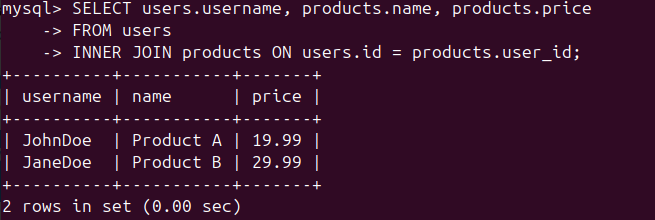 mysql> SELECT users.username, products.name, products.price
    -> FROM users
    -> INNER JOIN products ON users.id = products.user_id;
+----------+-----------+-------+
| username | name      | price |
+----------+-----------+-------+
| JohnDoe  | Product A | 19.99 |
| JaneDoe  | Product B | 29.99 |
+----------+-----------+-------+
2 rows in set (0.00 sec)